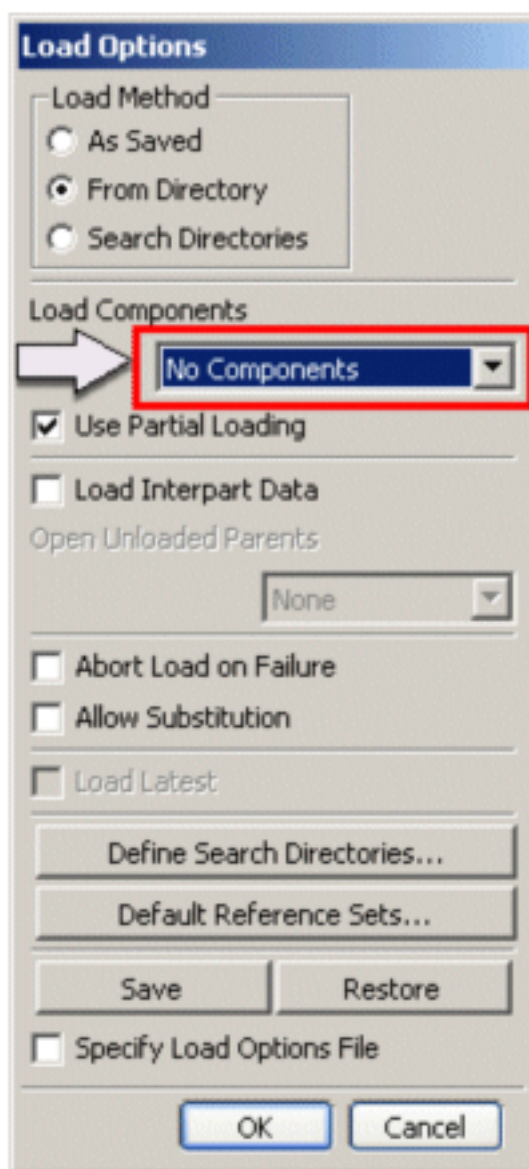 Load Options
Load Method
As Saved
From Directory
Search Directories
Load Components
No Components
Use Partial Loading
Load Interpart Data
Open Unloaded Parents
None
Abort Load on Failure
Allow Substitution
Load Latest
Define Search Directories...
Default Reference Sets...
Save Restore
Specify Load Options File
OK Cancel